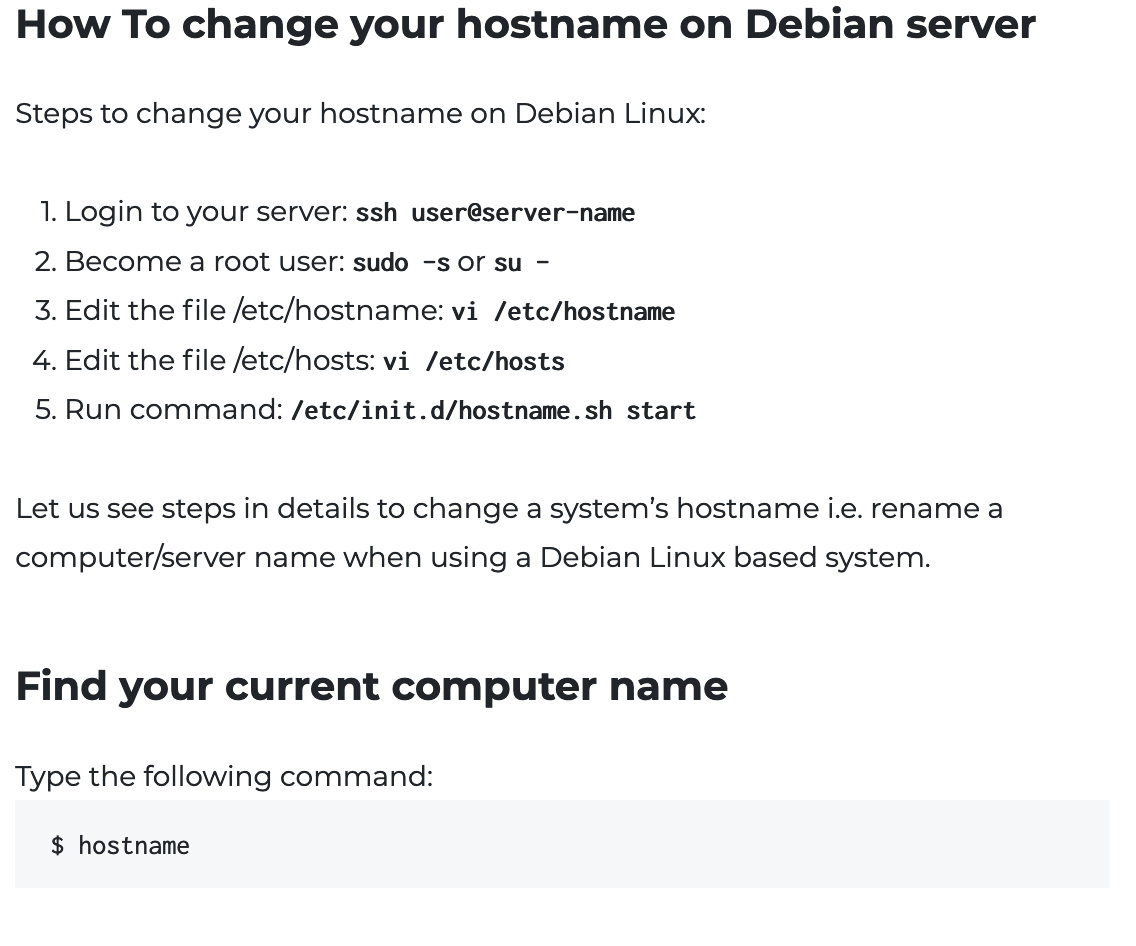 How To change your hostname on Debian server
Steps to change your hostname on Debian Linux:
1. Login to your server: ssh user@server-name
2. Become a root user: sudo -s or su -
3. Edit the file /etc/hostname: vi /etc/hostname
4. Edit the file /etc/hosts: vi /etc/hosts
5. Run command: /etc/init.d/hostname.sh start
Let us see steps in details to change a system’s hostname i.e. rename a
computer/server name when using a Debian Linux based system.
Find your current computer name
Type the following command:
$ hostname